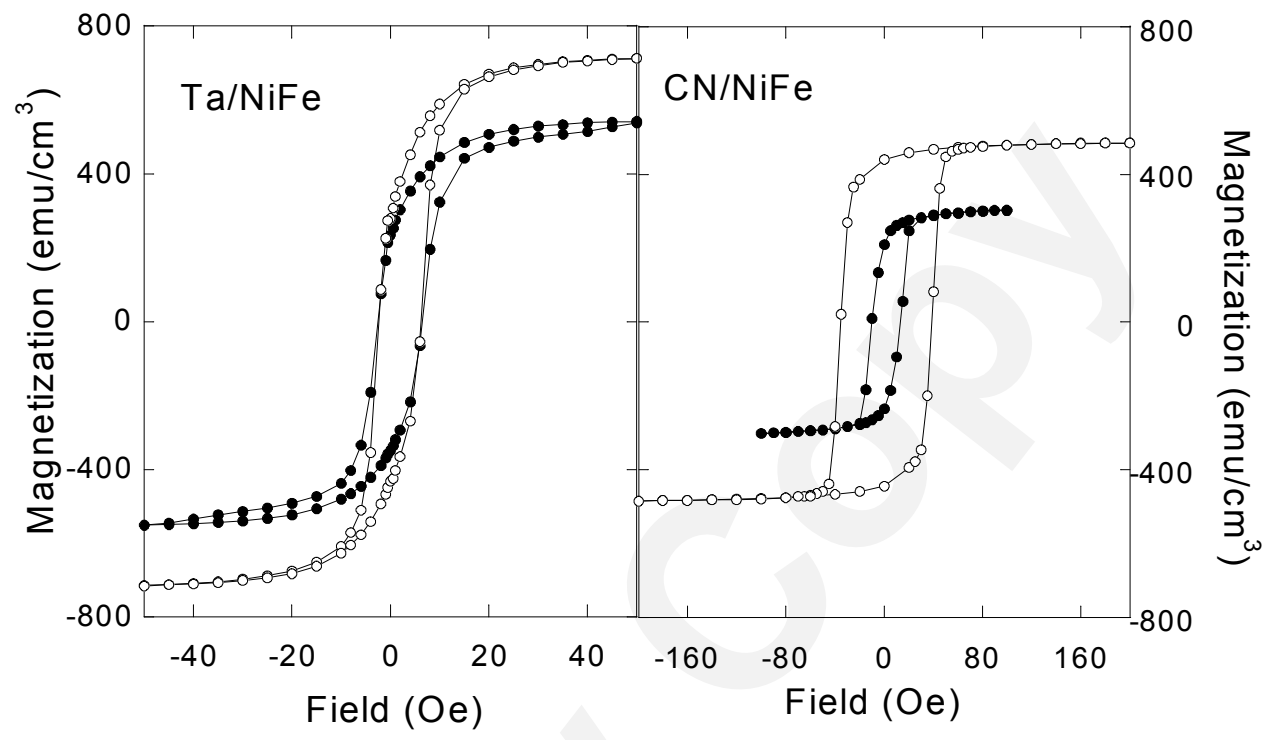 Ta/NiFe
Magnetization (emu/cm³)
800
400
0
-400
-800
-40 -20 0 20 40
Field (Oe)
CN/NiFe
800
400
0
-400
-800
Magnetization (emu/cm³)
-160 -80 0 80 160
Field (Oe)
Copy